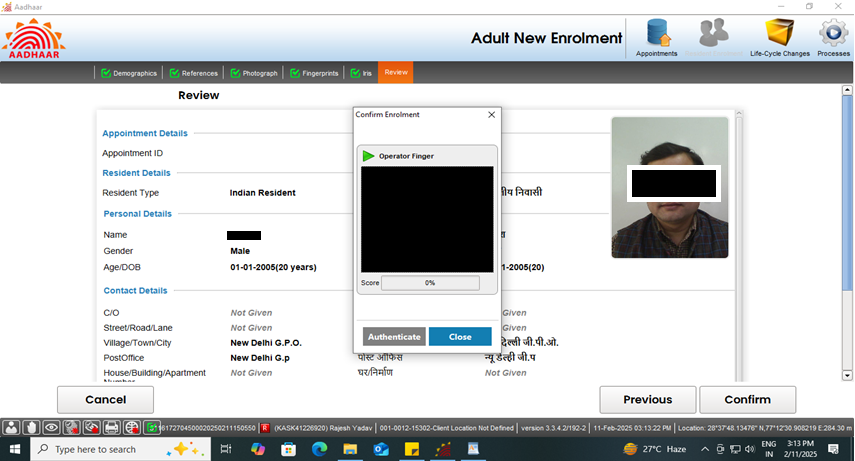 Aadhaar
AADHAAR
Adult New Enrolment
Appointments
Life-Cycle Changes
Processes
Demographics
References
Photograph
Fingerprints
Iris
Review
Review
Confirm Enrolment
Operator Finger
Score
0%
Authenticate
Close
Appointment Details
Appointment ID
Resident Details
Resident Type Indian Resident निवासी
Personal Details
Name
Gender Male
Age/DOB 01-01-2005(20 years) 1-2005(20)
Contact Details
C/O Not Given Given
Street/Road/Lane Not Given Given
Village/Town/City New Delhi G.P.O. दिल्ली जी.पी.ओ.
PostOffice New Delhi G.p पोस्ट ऑफिस न्यू डेल्ही जी.प
House/Building/Apartment Not Given घर/निर्माण Not Given
Number
Cancel
Previous
Confirm
(KASK41226920) Rajesh Yadav
001-0012-15302-Client Location Not Defined
version 3.3.4.2/192-2
11-Feb-2025 03:13:22 PM
Location: 28°37'48.13476" N,77°12'30.908219 E:284.30 m
Type here to search
27°C Haze
ENG
IN
3:13 PM
2/11/2025